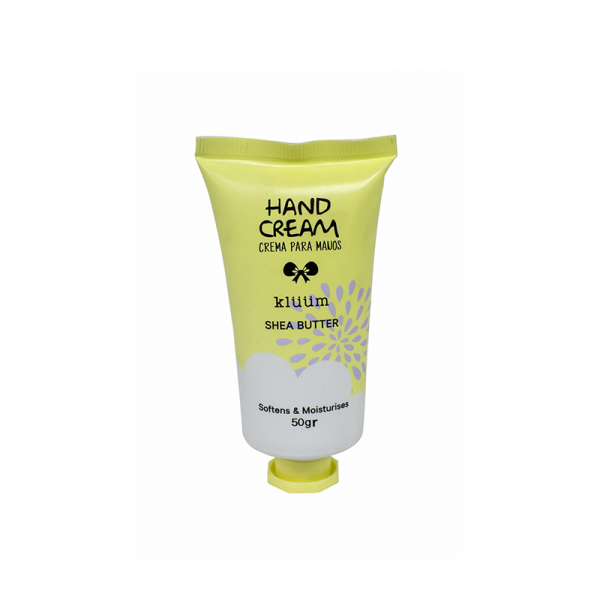 HAND
CREAM
CREMA PARA MANOS
klüüm
SHEA BUTTER
Softens & Moisturises
50gr